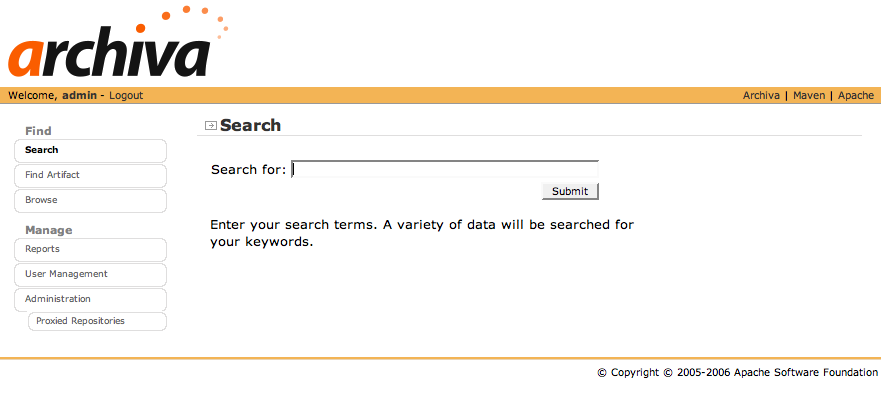 archiva
Welcome, admin - Logout
Archiva | Maven | Apache
Find
Search
Find Artifact
Browse
Manage
Reports
User Management
Administration
Proxied Repositories
Search
Search for:
Submit
Enter your search terms. A variety of data will be searched for
your keywords.
© Copyright © 2005-2006 Apache Software Foundation